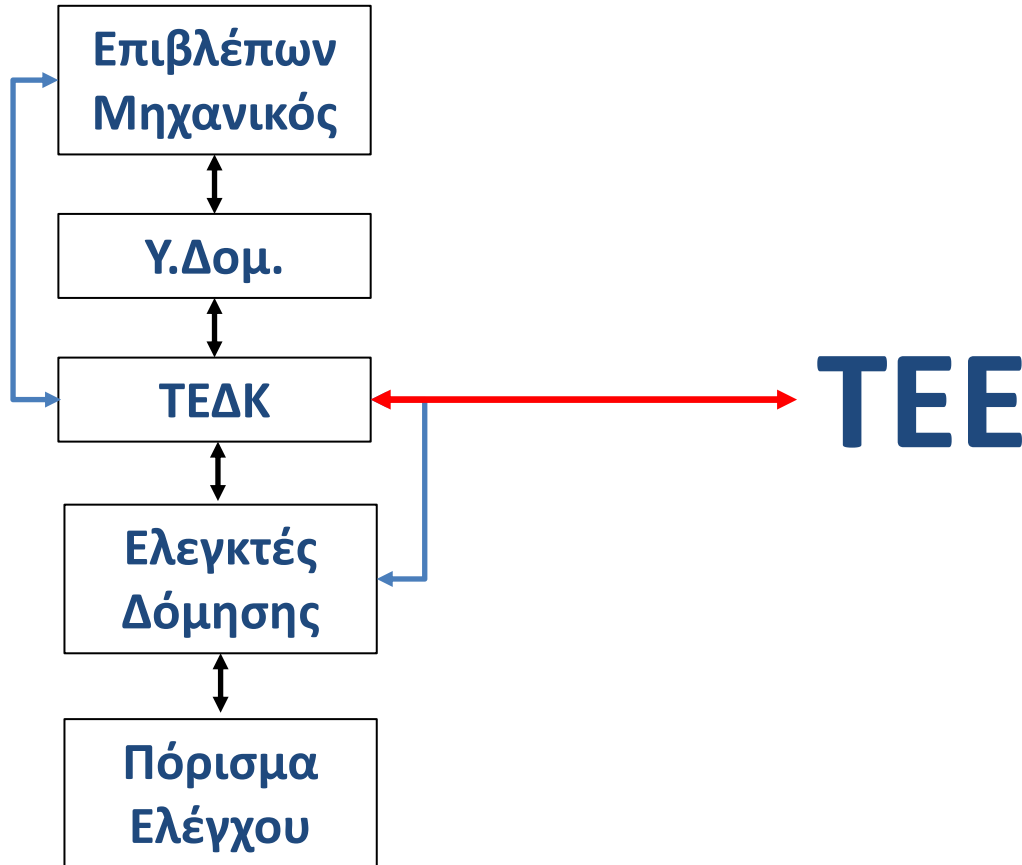 Επιβλέπων
Μηχανικός
Υ.Δομ.
ΤΕΔΚ
ΤΕΕ
Ελεγκτές
Δόμησης
Πόρισμα
Ελέγχου